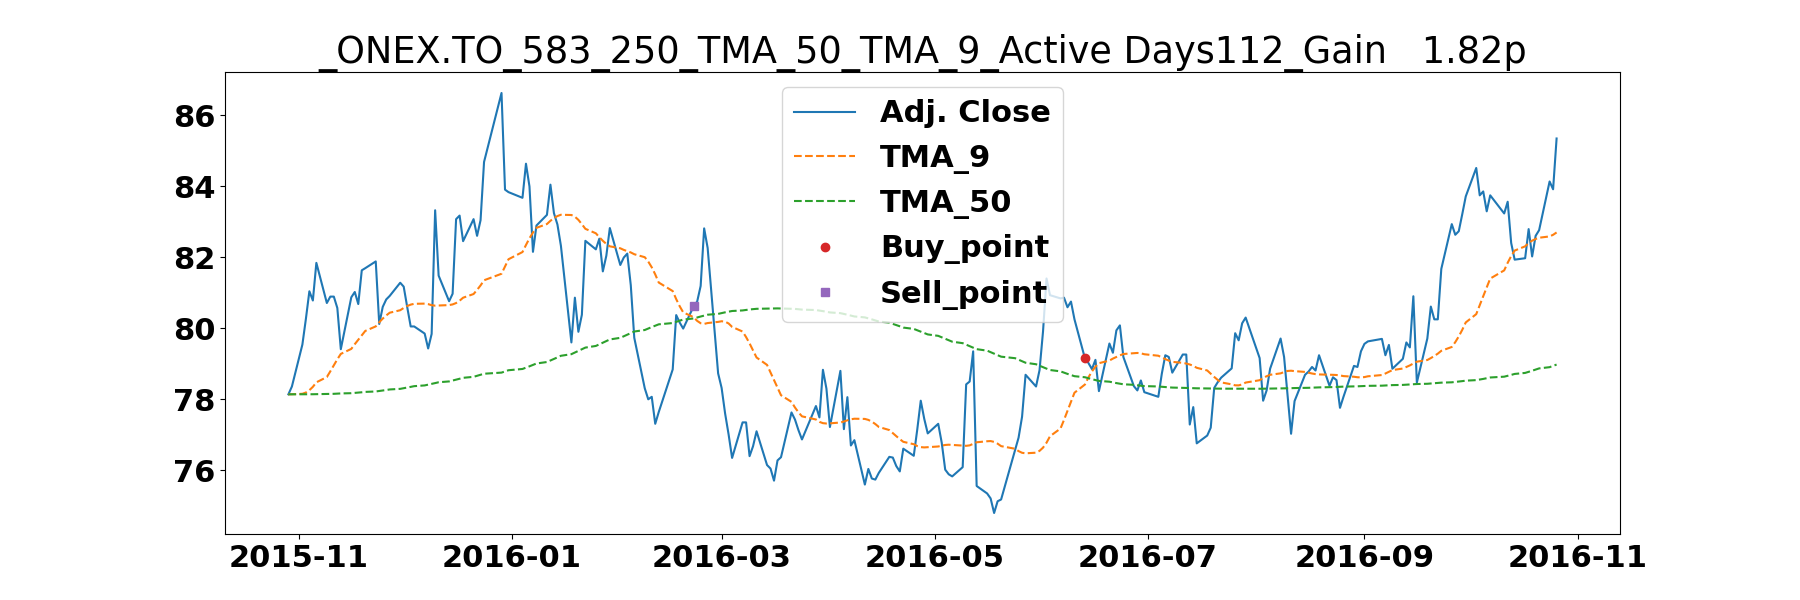 _ONEX.TO_583_250_TMA_50_TMA_9_Active Days112_Gain   1.82p
Adj. Close
TMA_9
TMA_50
Buy_point
Sell_point
86
84
82
80
78
76
2015-11
2016-01
2016-03
2016-05
2016-07
2016-09
2016-11